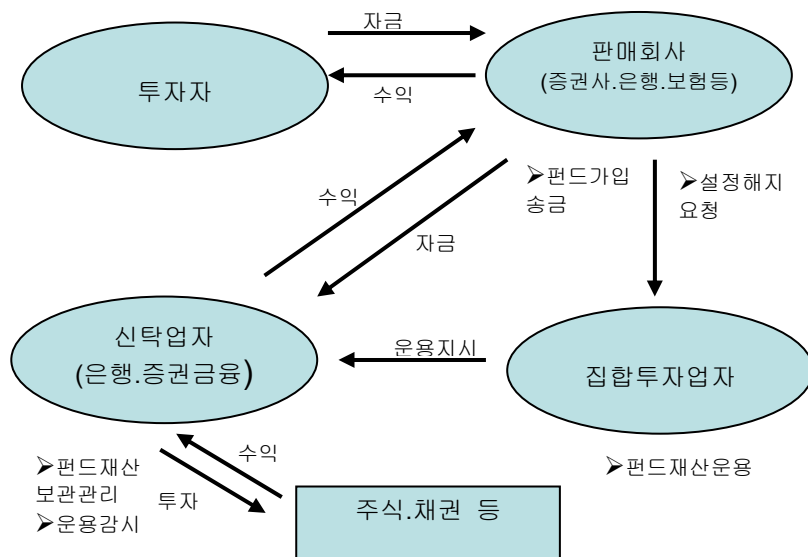 자금
판매회사
(증권사.은행.보험등)
투자자
수익
➢펀드가입
송금
➢설정해지
요청
수익
자금
신탁업자
(은행.증권금융)
운용지시
집합투자업자
➢펀드재산
보관관리
➢운용감시
수익
투자
➢펀드재산운용
주식.채권 등